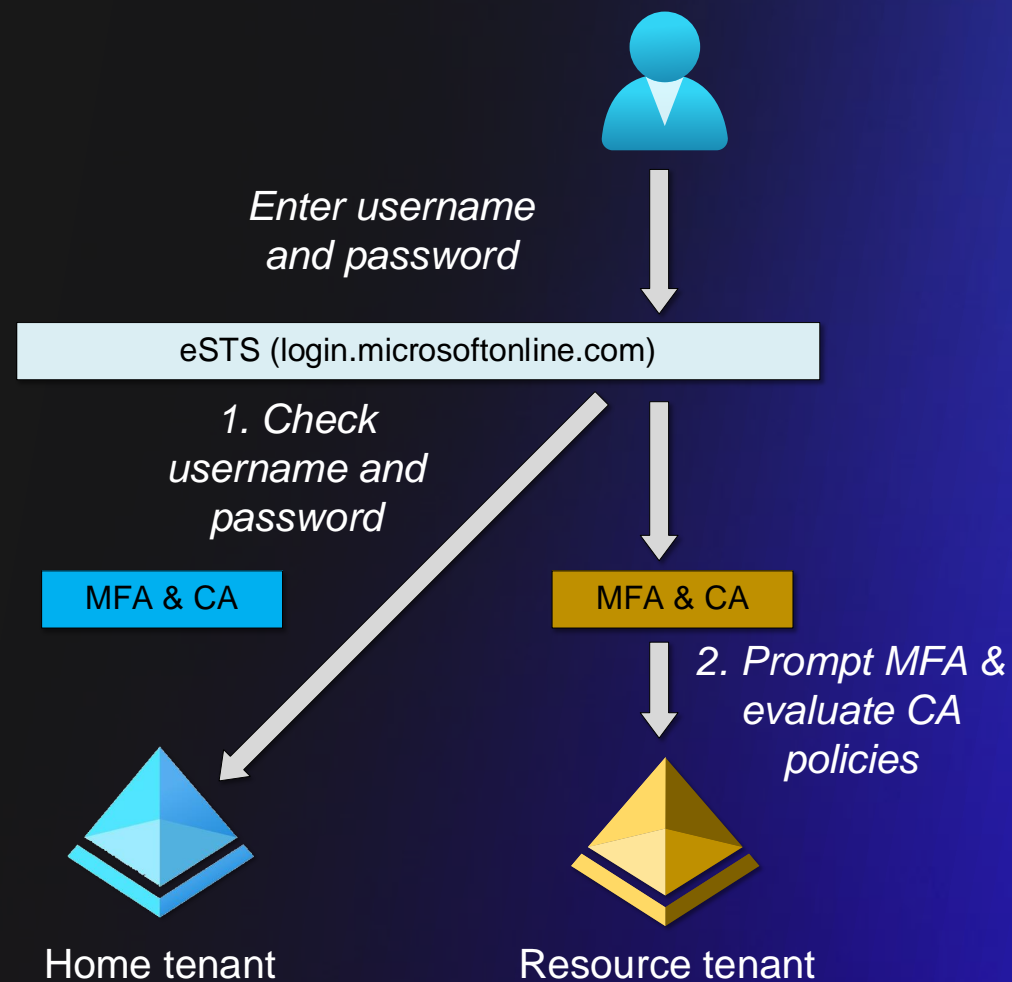 Enter username
and password
eSTS (login.microsoftonline.com)
1. Check
username and
password
MFA & CA
MFA & CA
2. Prompt MFA &
evaluate CA
policies
Home tenant
Resource tenant